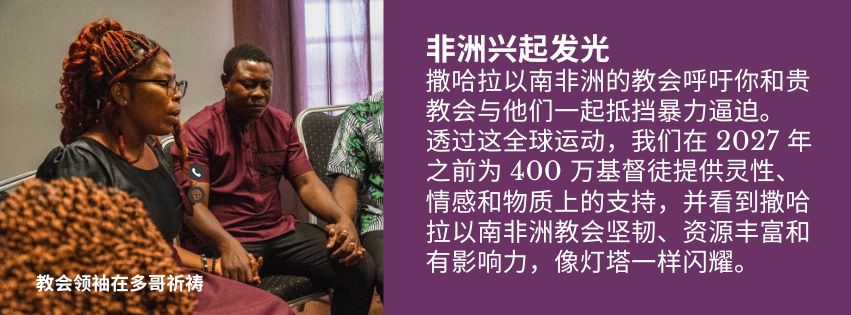 非洲兴起发光
撒哈拉以南非洲的教会呼吁你和贵
教会与他们一起抵挡暴力逼迫。
透过这全球运动，我们在 2027 年
之前为 400 万基督徒提供灵性、
情感和物质上的支持，并看到撒哈
拉以南非洲教会坚韧、资源丰富和
有影响力，像灯塔一样闪耀。
教会领袖在多哥祈祷